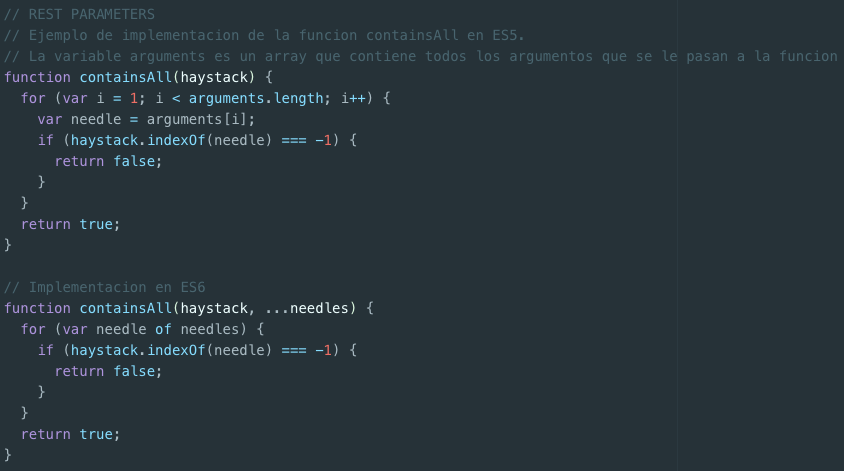 // REST PARAMETERS
// Ejemplo de implementacion de la funcion containsAll en ES5.
// La variable arguments es un array que contiene todos los argumentos que se le pasan a la funcion
function containsAll(haystack) {
  for (var i = 1; i < arguments.length; i++) {
    var needle = arguments[i];
    if (haystack.indexOf(needle) === -1) {
      return false;
    }
  }
  return true;
}

// Implementacion en ES6
function containsAll(haystack, ...needles) {
  for (var needle of needles) {
    if (haystack.indexOf(needle) === -1) {
      return false;
    }
  }
  return true;
}